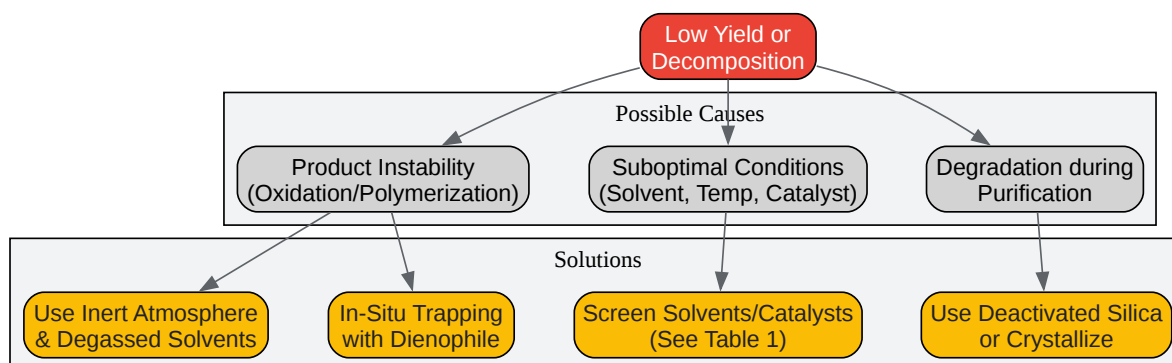 Low Yield or
Decomposition
Possible Causes
Product Instability
(Oxidation/Polymerization)
Suboptimal Conditions
(Solvent, Temp, Catalyst)
Degradation during
Purification
Solutions
Use Inert Atmosphere
& Degassed Solvents
In-Situ Trapping
with Dienophile
Screen Solvents/Catalysts
(See Table 1)
Use Deactivated Silica
or Crystallize